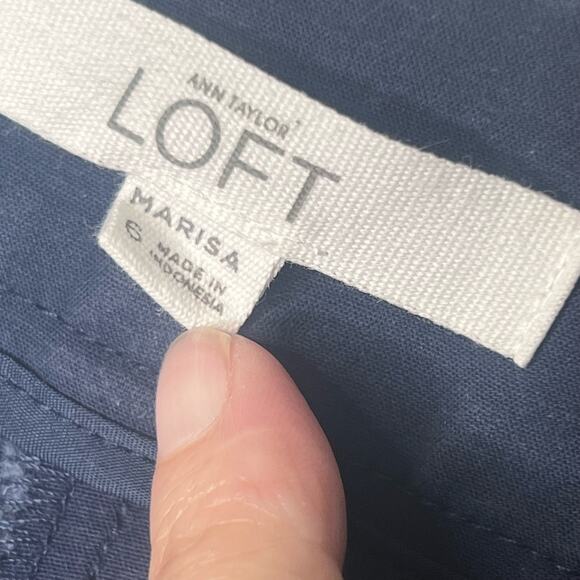 ANN TAYLOR
LOFT
MARISA
6
MADE IN
INDONESIA